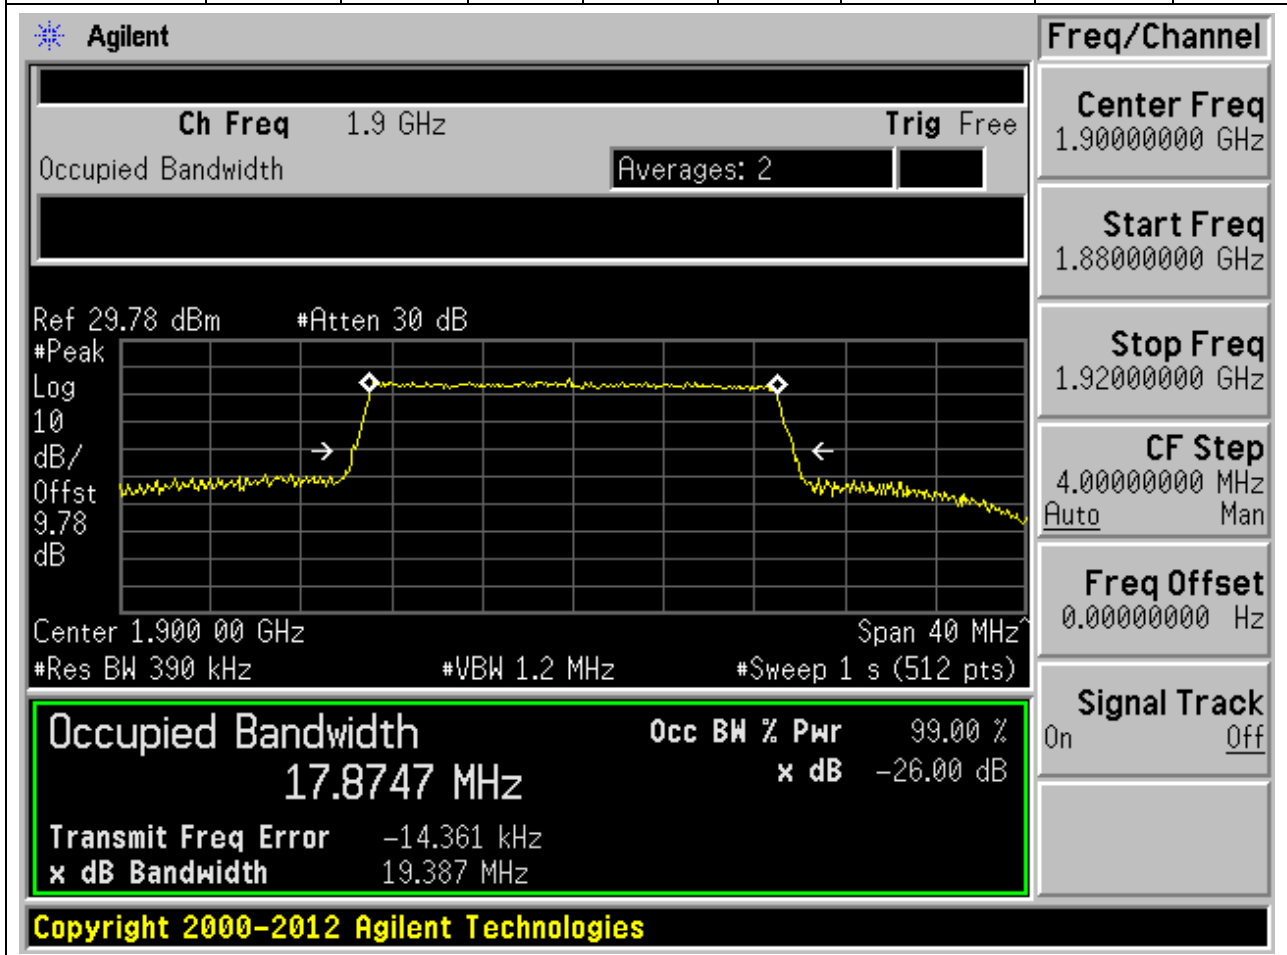 Agilent
Freq/Channel
Ch Freq 1.9 GHz Trig Free
Occupied Bandwidth Averages: 2
Center Freq
1.90000000 GHz
Start Freq
1.88000000 GHz
Stop Freq
1.92000000 GHz
CF Step
4.00000000 MHz
Auto Man
Freq Offset
0.00000000 Hz
Signal Track
On Off
Ref 29.78 dBm #Atten 30 dB
#Peak
Log
10
dB/
Offst
9.78
dB
Center 1.900 00 GHz Span 40 MHz^
#Res BW 390 kHz #VBW 1.2 MHz #Sweep 1 s (512 pts)
Occupied Bandwidth Occ BW % Pwr 99.00 %
17.8747 MHz x dB -26.00 dB
Transmit Freq Error -14.361 kHz
x dB Bandwidth 19.387 MHz
Copyright 2000-2012 Agilent Technologies